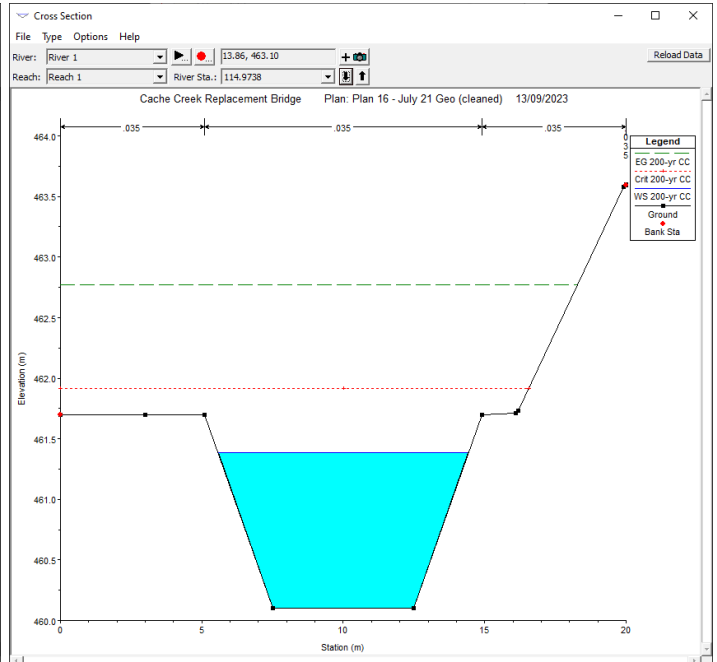 Cross Section
File Type Options Help
River: River 1 13.86, 463.10 Reload Data
Reach: Reach 1 River Sta.: 114.9738
Cache Creek Replacement Bridge Plan: Plan 16 - July 21 Geo (cleaned) 13/09/2023
.035 .035 .035
0
3
5
Legend
EG 200-yr CC
Crit 200-yr CC
WS 200-yr CC
Ground
Bank Sta
464.0
463.5
463.0
462.5
462.0
461.5
461.0
460.5
460.0
Elevation (m)
0 5 10 15 20
Station (m)